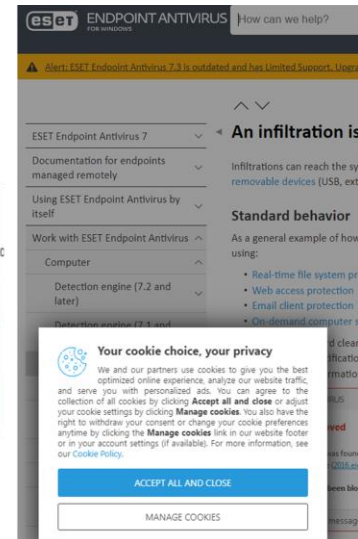 eset ENDPOINT ANTIVIRUS
FOR WINDOWS
How can we help?
Alert: ESET Endpoint Antivirus 7.3 is outdated and has Limited Support.
ESET Endpoint Antivirus 7
Documentation for endpoints
managed remotely
Using ESET Endpoint Antivirus by
itself
Work with ESET Endpoint Antivirus
Computer
Detection engine (7.2 and
later)
Detection engine (7.1 and
An infiltration is
Infiltrations can reach the
removable devices (USB,
Standard behavior
As a general example of how
using:
• Real-time file system
• Web access protection
• Email client protection
• On-demand computer
Your cookie choice, your privacy
We and our partners use cookies to give you the best
optimized online experience, analyze our website traffic,
and serve you with personalized ads. You can agree to the
collection of all cookies by clicking Accept all and close or adjust
your cookie settings by clicking Manage cookies. You also have the
right to withdraw your consent or change your cookie preferences
anytime by clicking the Manage cookies link in our website footer
or in your account settings (if available). For more information, see
our Cookie Policy.
ACCEPT ALL AND CLOSE
MANAGE COOKIES